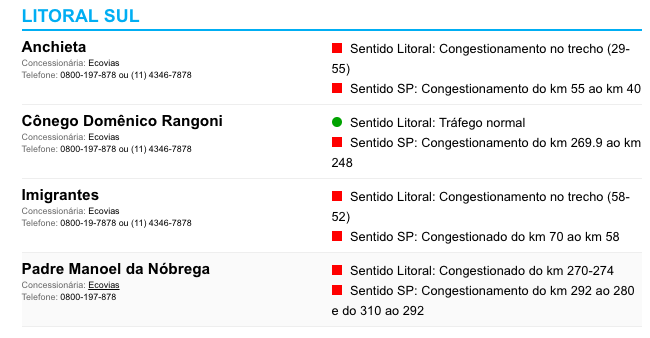 LITORAL SUL
Anchieta
Concessionária: Ecovias
Telefone: 0800-197-878 ou (11) 4346-7878
Sentido Litoral: Congestionamento no trecho (29-
55)
Sentido SP: Congestionamento do km 55 ao km 40
Cônego Domênico Rangoni
Concessionária: Ecovias
Telefone: 0800-197-878 ou (11) 4346-7878
Sentido Litoral: Tráfego normal
Sentido SP: Congestionamento do km 269.9 ao km
248
Imigrantes
Concessionária: Ecovias
Telefone: 0800-19-7878 ou (11) 4346-7878
Sentido Litoral: Congestionamento no trecho (58-
52)
Sentido SP: Congestionado do km 70 ao km 58
Padre Manoel da Nóbrega
Concessionária: Ecovias
Telefone: 0800-197-878
Sentido Litoral: Congestionado do km 270-274
Sentido SP: Congestionamento do km 292 ao 280
e do 310 ao 292